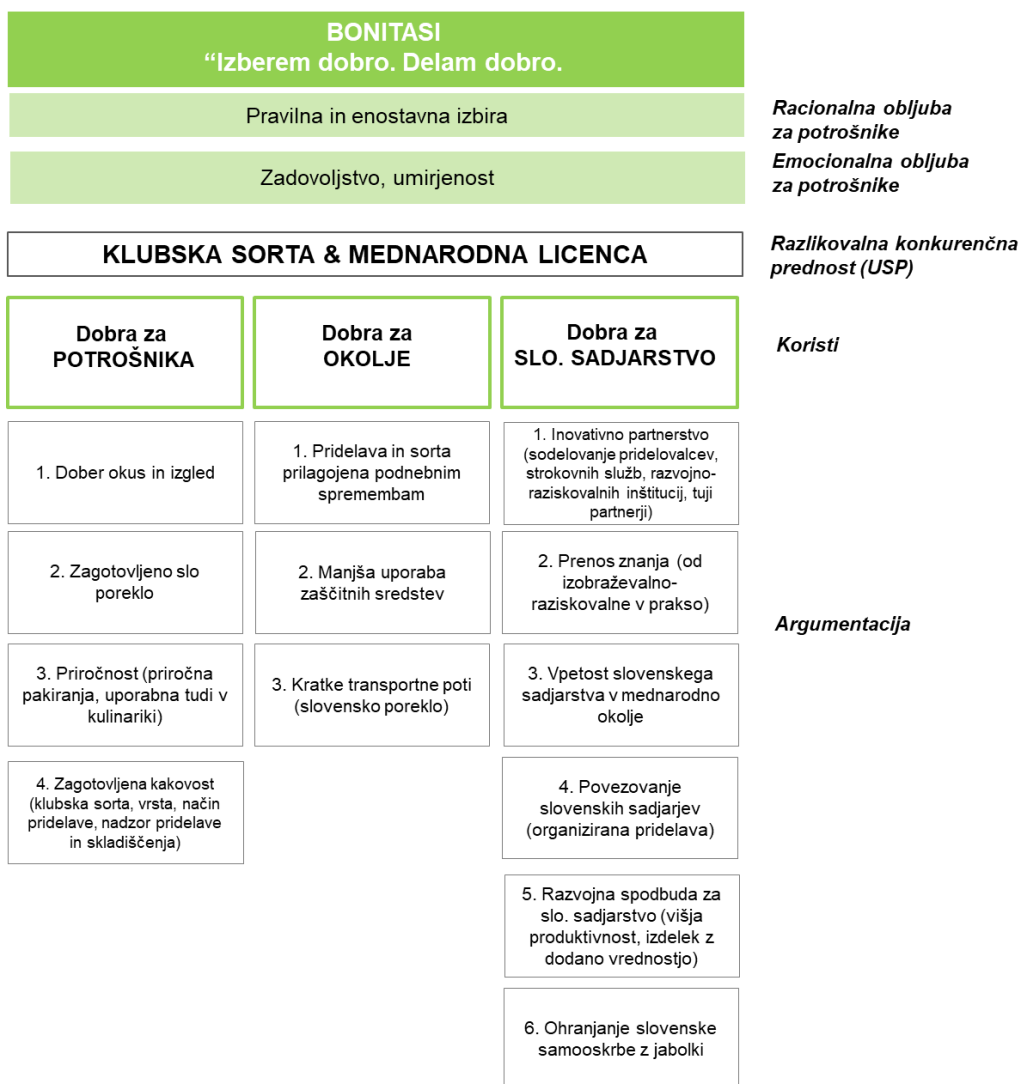 BONITASI
“Izberem dobro. Delam dobro.
Pravilna in enostavna izbira
Racionalna obljuba
za potrošnike
Zadovoljstvo, umirjenost
Emocionalna obljuba
za potrošnike
KLUBSKA SORTA & MEDNARODNA LICENCA
Razlikovalna konkurenčna
prednost (USP)
Dobra za
POTROŠNIKA
Dobra za
OKOLJE
Dobra za
SLO. SADJARSTVO
Koristi
1. Dober okus in izgled
2. Zagotovljeno slo
poreklo
3. Priročnost (priročna
pakiranja, uporabna tudi v
kulinariki)
4. Zagotovljena kakovost
(klubska sorta, vrsta, način
pridelave, nadzor pridelave
in skladiščenja)
1. Pridelava in sorta
prilagojena podnebnim
spremembam
2. Manjša uporaba
zaščitnih sredstev
3. Kratke transportne poti
(slovensko poreklo)
1. Inovativno partnerstvo
(sodelovanje pridelovalcev,
strokovnih služb, razvojno-
raziskovalnih inštitucij, tuji
partnerji)
2. Prenos znanja (od
izobraževalno-
raziskovalne v prakso)
3. Vpetost slovenskega
sadjarstva v mednarodno
okolje
4. Povezovanje
slovenskih sadjarjev
(organizirana pridelava)
5. Razvojna spodbuda za
slo. sadjarstvo (višja
produktivnost, izdelek z
dodano vrednostjo)
6. Ohranjanje slovenske
samooskrbe z jabolki
Argumentacija